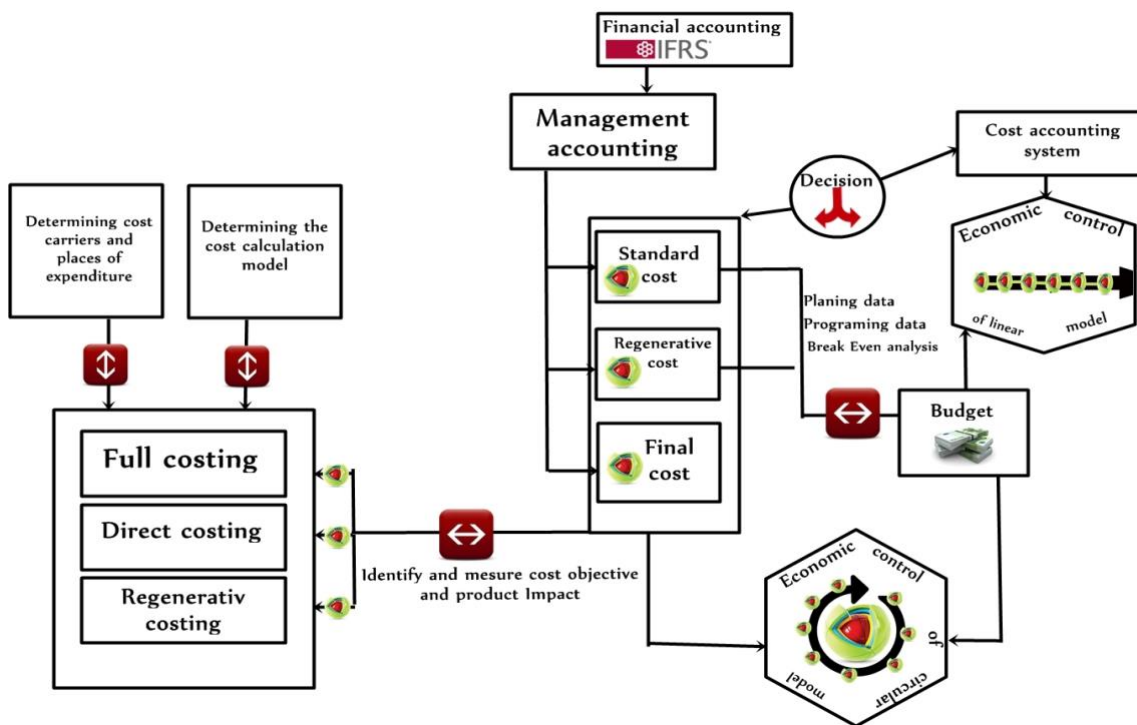 Financial accounting
IFRS
Management
accounting
Cost accounting
system
Decision
Determining cost
carriers and
places of
expenditure
Determining the
cost calculation
model
Economic control
of linear model
Standard
cost
Regenerative
cost
Final
cost
Planing data
Programing data
Break Even analysis
Budget
Full costing
Direct costing
Regenerativ
costing
Identify and mesure cost objective
and product Impact
Economic control of
circular model